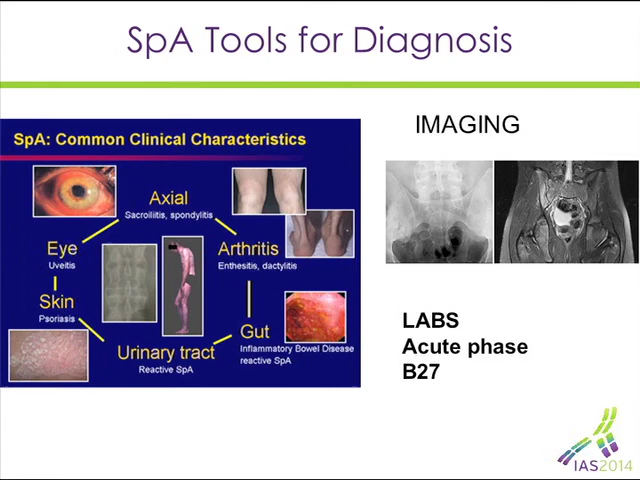 SpA Tools for Diagnosis
SpA: Common Clinical Characteristics
Axial
Sacroiliitis, spondylitis
Eye
Uveitis
Arthritis
Enthesitis, dactylitis
Skin
Psoriasis
Gut
Inflammatory Bowel Disease
reactive SpA
Urinary tract
Reactive SpA
IMAGING
LABS
Acute phase
B27
IAS2014